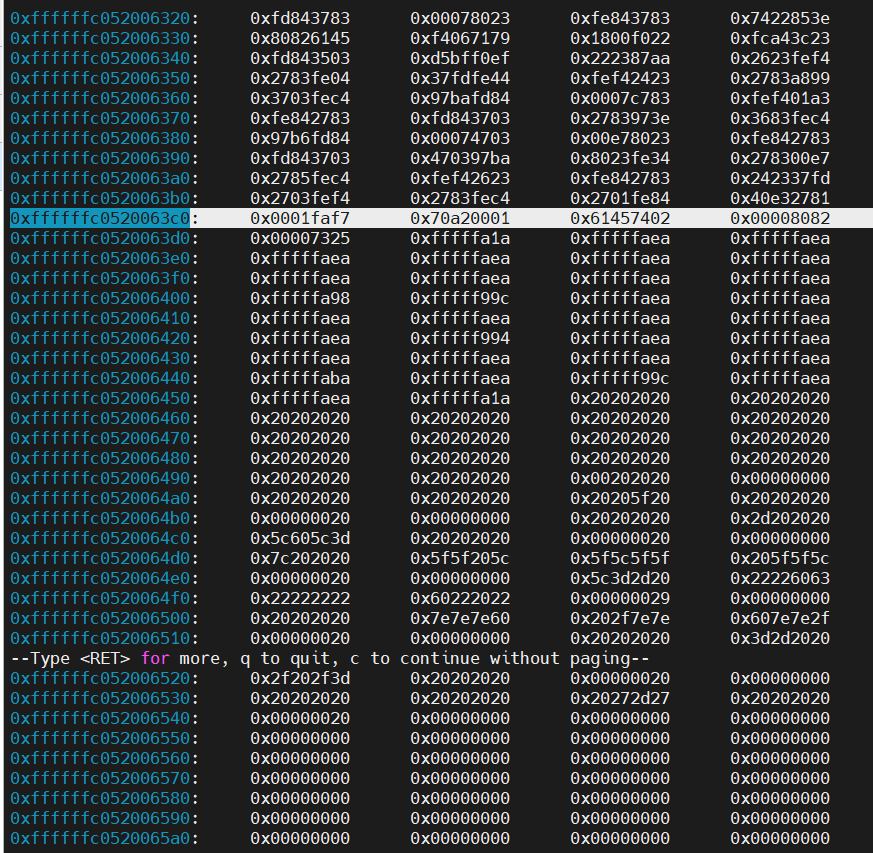 0xffffffc052006320: 0xfd843783 0x00078023 0xfe843783 0x7422853e
0xffffffc052006330: 0x80826145 0xf4067179 0x1800f022 0xfca43c23
0xffffffc052006340: 0xfd843503 0xd5bff0ef 0x222387aa 0x2623fef4
0xffffffc052006350: 0x2783fe04 0x37fdfe44 0xfef42423 0x2783a899
0xffffffc052006360: 0x3703fec4 0x97bafd84 0x0007c783 0xfef401a3
0xffffffc052006370: 0xfe842783 0xfd843703 0x2783973e 0x3683fec4
0xffffffc052006380: 0x97b6fd84 0x00074703 0x00e78023 0xfe842783
0xffffffc052006390: 0xfd843703 0x470397ba 0x8023fe34 0x278300e7
0xffffffc0520063a0: 0x2785fec4 0xfef42623 0xfe842783 0x242337fd
0xffffffc0520063b0: 0x2703fef4 0x2783fec4 0x2701fe84 0x40e32781
0xffffffc0520063c0: 0x0001faf7 0x70a20001 0x61457402 0x00008082
0xffffffc0520063d0: 0x00007325 0xfffffa1a 0xfffffaea 0xfffffaea
0xffffffc0520063e0: 0xfffffaea 0xfffffaea 0xfffffaea 0xfffffaea
0xffffffc0520063f0: 0xfffffaea 0xfffffaea 0xfffffaea 0xfffffaea
0xffffffc052006400: 0xfffffa98 0xfffff99c 0xfffffaea 0xfffffaea
0xffffffc052006410: 0xfffffaea 0xfffffaea 0xfffffaea 0xfffffaea
0xffffffc052006420: 0xfffffaea 0xfffff994 0xfffffaea 0xfffffaea
0xffffffc052006430: 0xfffffaea 0xfffffaea 0xfffffaea 0xfffffaea
0xffffffc052006440: 0xfffffaba 0xfffffaea 0xfffff99c 0xfffffaea
0xffffffc052006450: 0xfffffaea 0xfffffa1a 0x20202020 0x20202020
0xffffffc052006460: 0x20202020 0x20202020 0x20202020 0x20202020
0xffffffc052006470: 0x20202020 0x20202020 0x20202020 0x20202020
0xffffffc052006480: 0x20202020 0x20202020 0x20202020 0x20202020
0xffffffc052006490: 0x20202020 0x20202020 0x00202020 0x00000000
0xffffffc0520064a0: 0x20202020 0x20202020 0x20205f20 0x20202020
0xffffffc0520064b0: 0x00000020 0x00000000 0x20202020 0x2d202020
0xffffffc0520064c0: 0x5c605c3d 0x20202020 0x00000020 0x00000000
0xffffffc0520064d0: 0x7c202020 0x5f5f205c 0x5f5c5f5f 0x205f5f5c
0xffffffc0520064e0: 0x00000020 0x00000000 0x5c3d2d20 0x22226063
0xffffffc0520064f0: 0x22222222 0x60222022 0x00000029 0x00000000
0xffffffc052006500: 0x20202020 0x7e7e7e60 0x202f7e7e 0x607e7e2f
0xffffffc052006510: 0x00000020 0x00000000 0x20202020 0x3d2d2020
--Type <RET> for more, q to quit, c to continue without paging--
0xffffffc052006520: 0x2f202f3d 0x20202020 0x00000020 0x00000000
0xffffffc052006530: 0x20202020 0x20202020 0x20272d27 0x20202020
0xffffffc052006540: 0x00000020 0x00000000 0x00000000 0x00000000
0xffffffc052006550: 0x00000000 0x00000000 0x00000000 0x00000000
0xffffffc052006560: 0x00000000 0x00000000 0x00000000 0x00000000
0xffffffc052006570: 0x00000000 0x00000000 0x00000000 0x00000000
0xffffffc052006580: 0x00000000 0x00000000 0x00000000 0x00000000
0xffffffc052006590: 0x00000000 0x00000000 0x00000000 0x00000000
0xffffffc0520065a0: 0x00000000 0x00000000 0x00000000 0x00000000